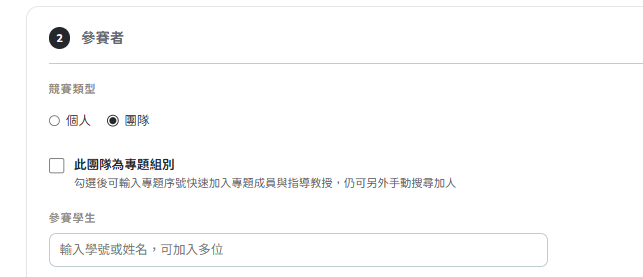 2 參賽者
競賽類型
個人 團隊
此團隊為專題組別
勾選後可輸入專題序號快速加入專題成員與指導教授，仍可另外手動搜尋加人
參賽學生
輸入學號或姓名，可加入多位